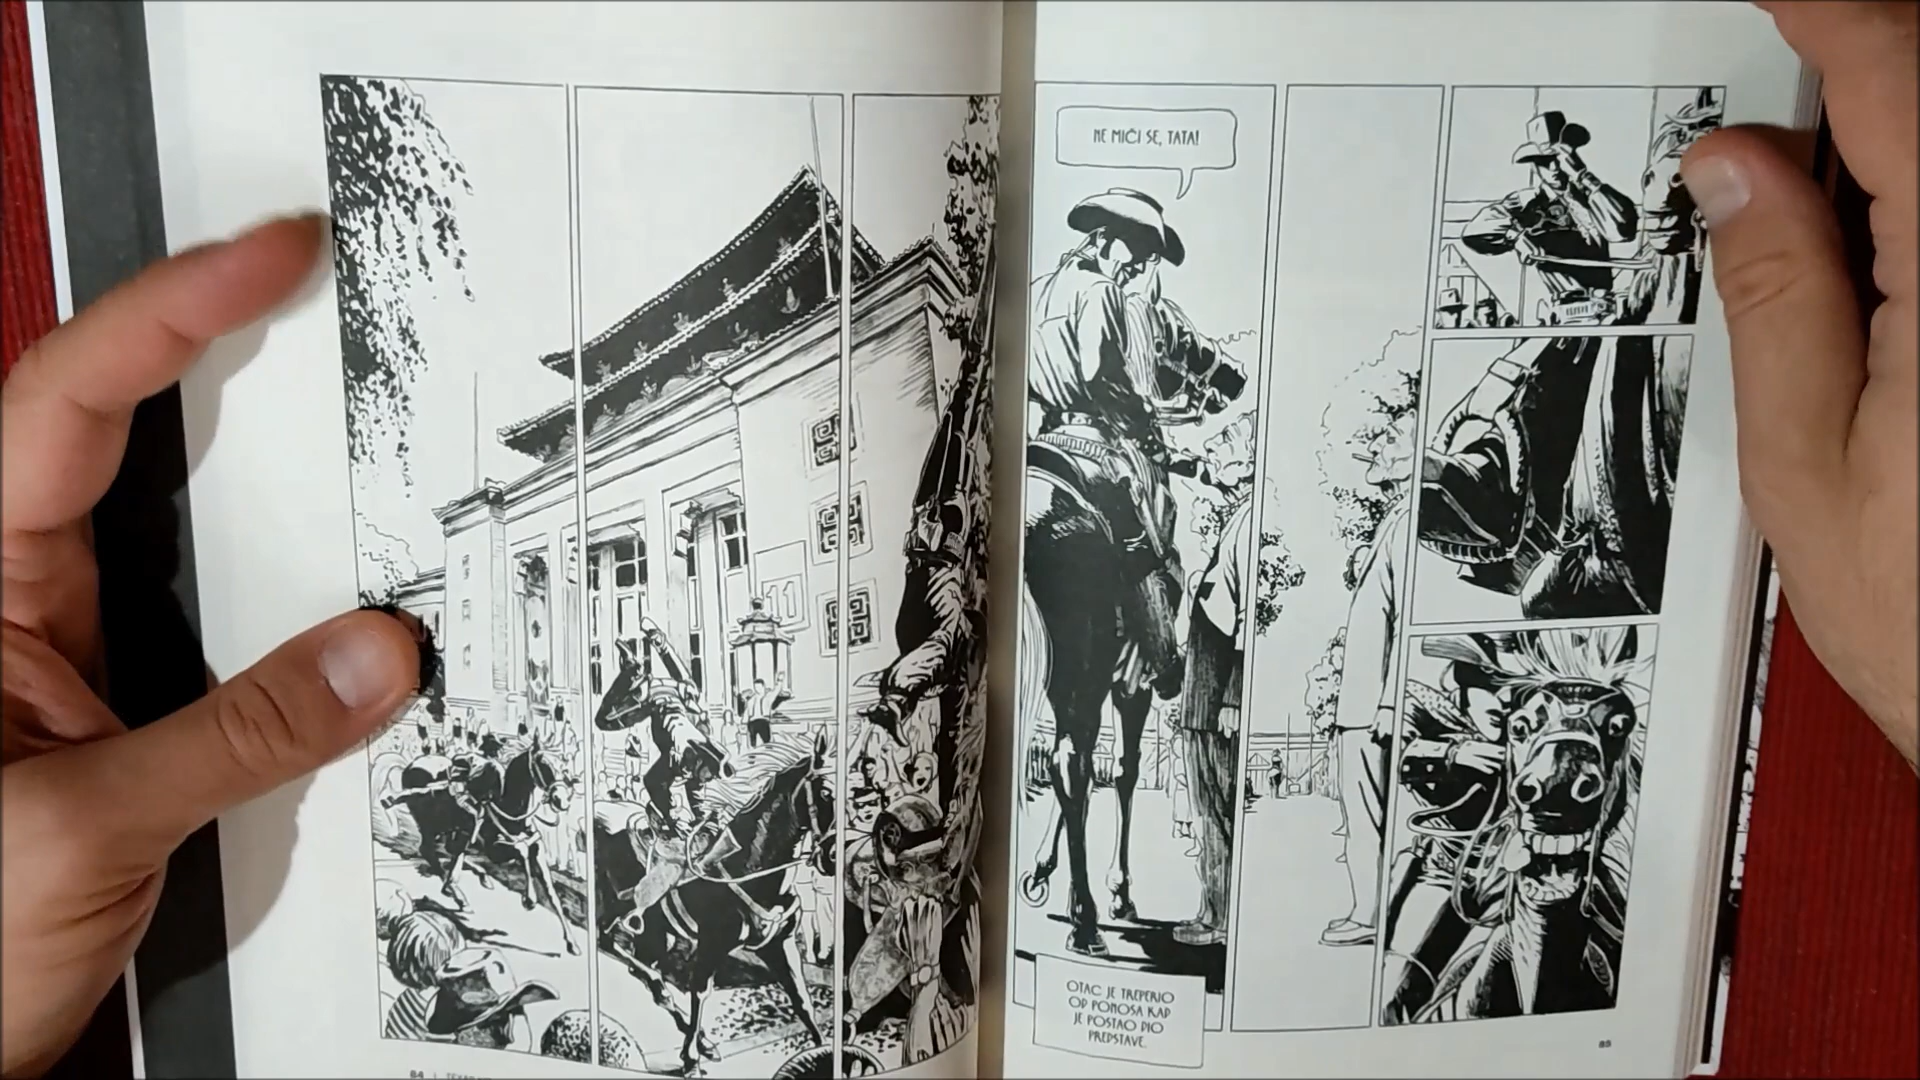 11
NE MIČI SE, TATA!
OTAC JE TREPERIO
OD PONOSA KAD
JE POSTAO DIO
PREDSTAVE.
84
85